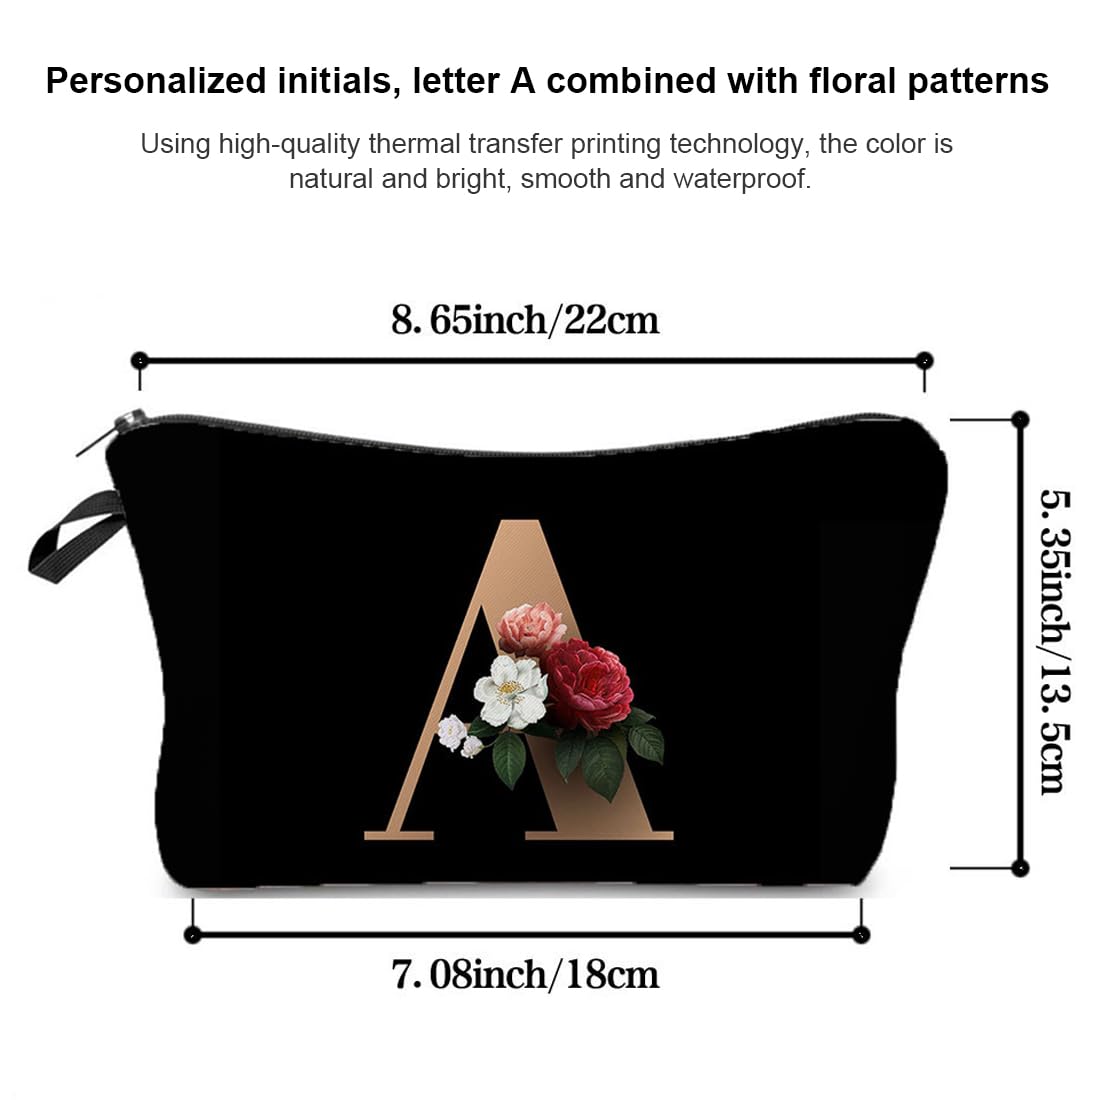 Personalized initials, letter A combined with floral patterns
Using high-quality thermal transfer printing technology, the color is
natural and bright, smooth and waterproof.
8.65inch/22cm
5.35inch/13.5cm
A
7.08inch/18cm